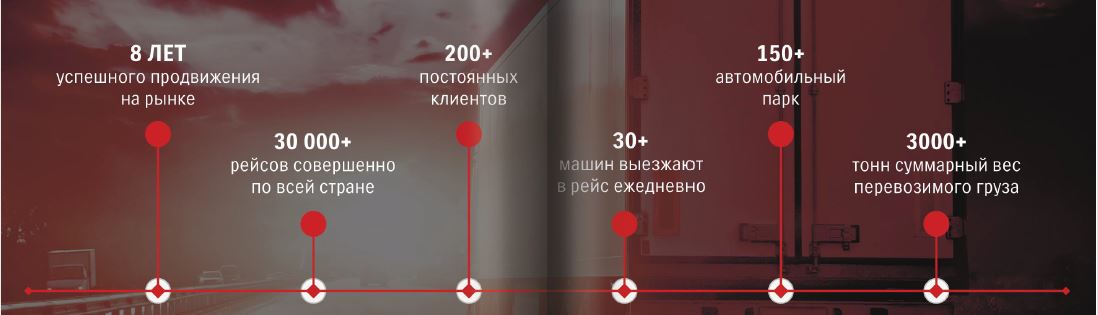 8 ЛЕТ
успешного продвижения
на рынке
30 000+
рейсов совершенно
по всей стране
200+
постоянных
клиентов
30+
машин выезжают
в рейс ежедневно
150+
автомобильный
парк
3000+
тонн суммарный вес
перевозимого груза